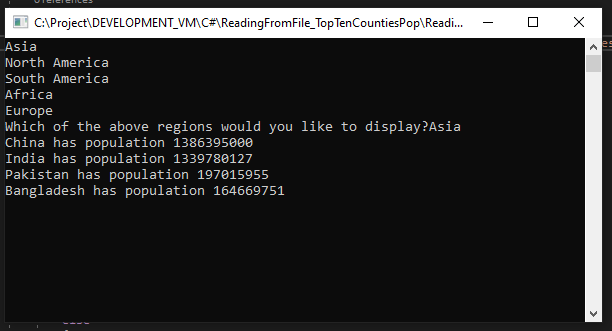 0 references
C:\Project\DEVELOPMENT_VM\C#\ReadingFromFile_TopTenCountiesPop\Readi...
Asia
North America
South America
Africa
Europe
Which of the above regions would you like to display?Asia
China has population 1386395000
India has population 1339780127
Pakistan has population 197015955
Bangladesh has population 164669751